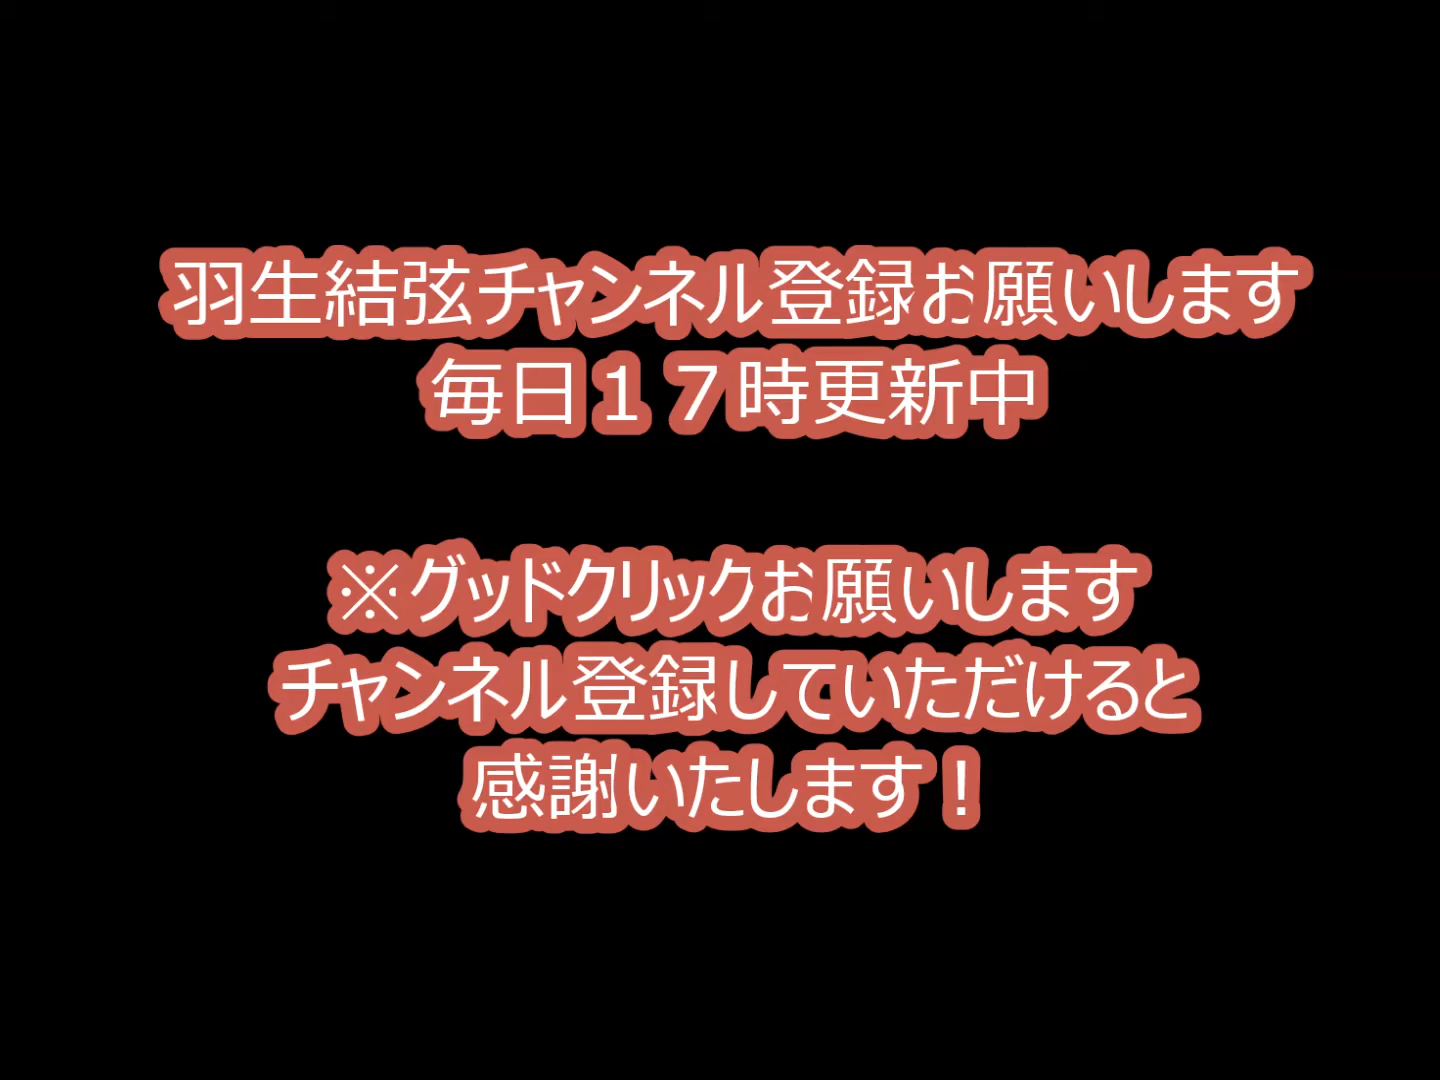 羽生結弦チャンネル登録お願いします
毎日１７時更新中
※グッドクリックお願いします
チャンネル登録していただけると
感謝いたします！